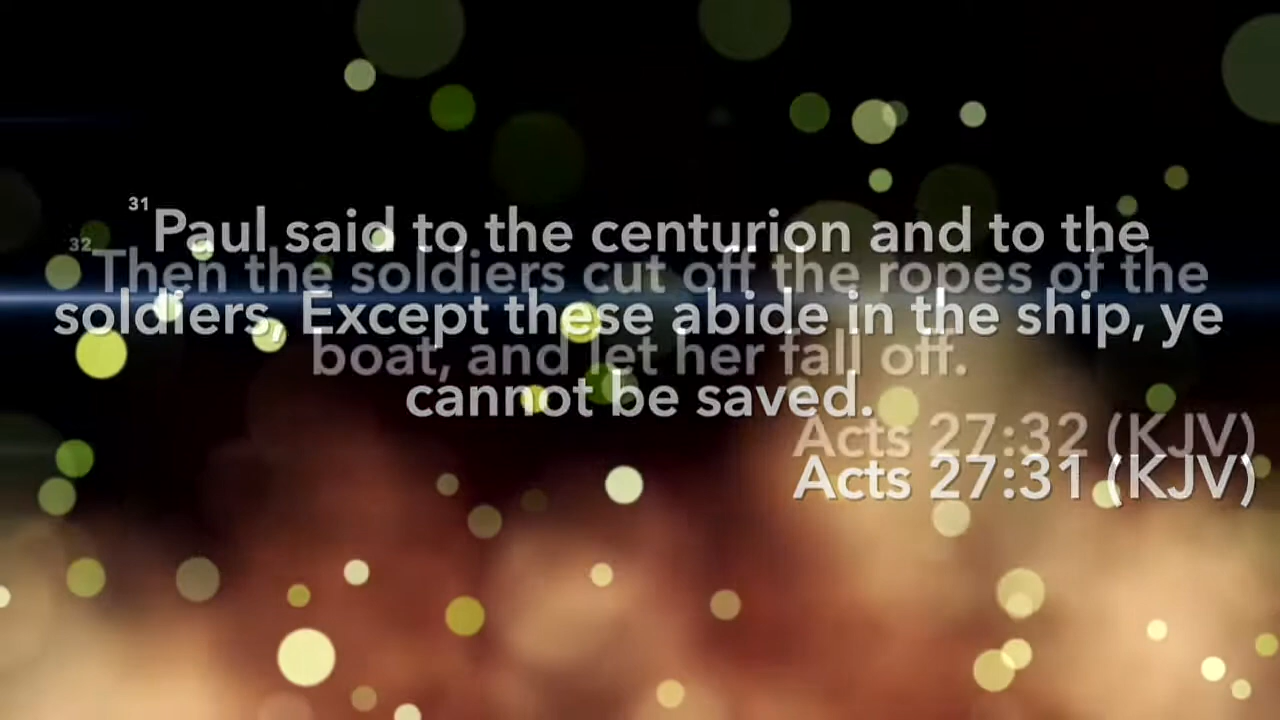 31 Paul said to the centurion and to the
soldiers, Except these abide in the ship, ye
cannot be saved.
Acts 27:31 (KJV)
32 Then the soldiers cut off the ropes of the
boat, and let her fall off.
Acts 27:32 (KJV)